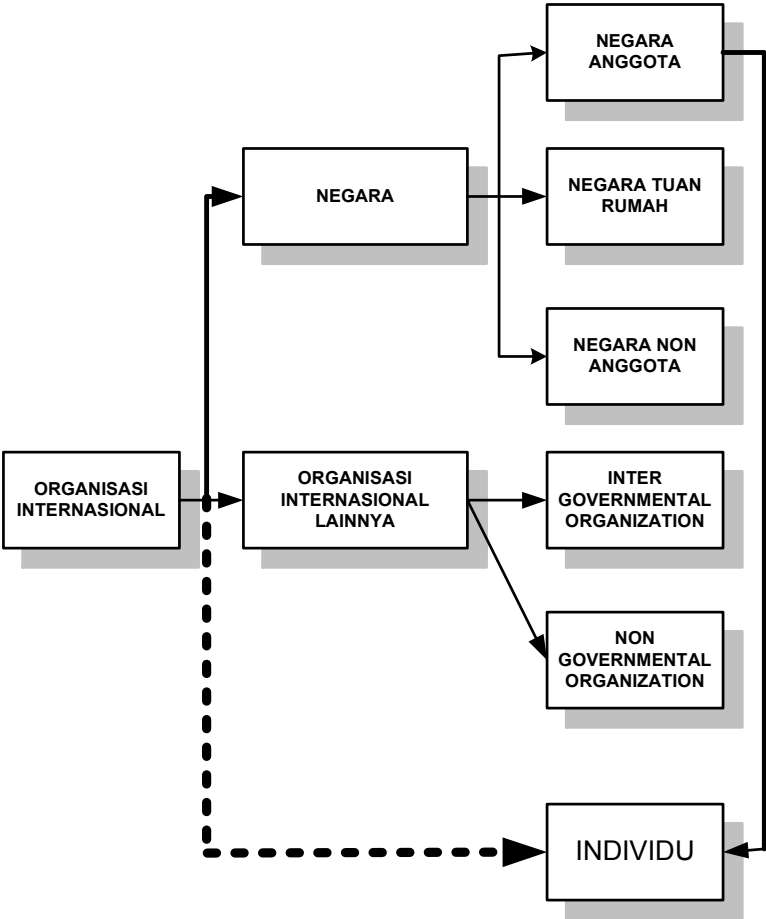 NEGARA
ANGGOTA
NEGARA
NEGARA TUAN
RUMAH
NEGARA NON
ANGGOTA
ORGANISASI
INTERNASIONAL
ORGANISASI
INTERNASIONAL
LAINNYA
INTER
GOVERNMENTAL
ORGANIZATION
NON
GOVERNMENTAL
ORGANIZATION
INDIVIDU